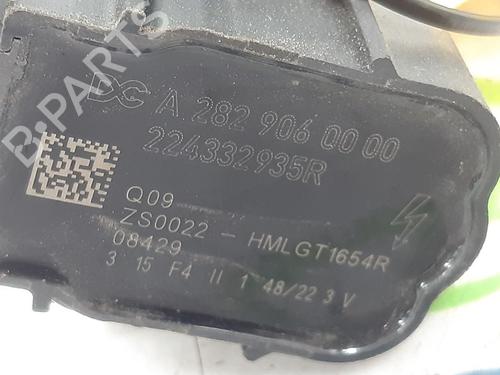 B-PARTS
A 282 906 00 00
224332935R
Q09
ZS0022 - HMLGT1654R
08429
3 15 F4 II 1 48/22 3 V